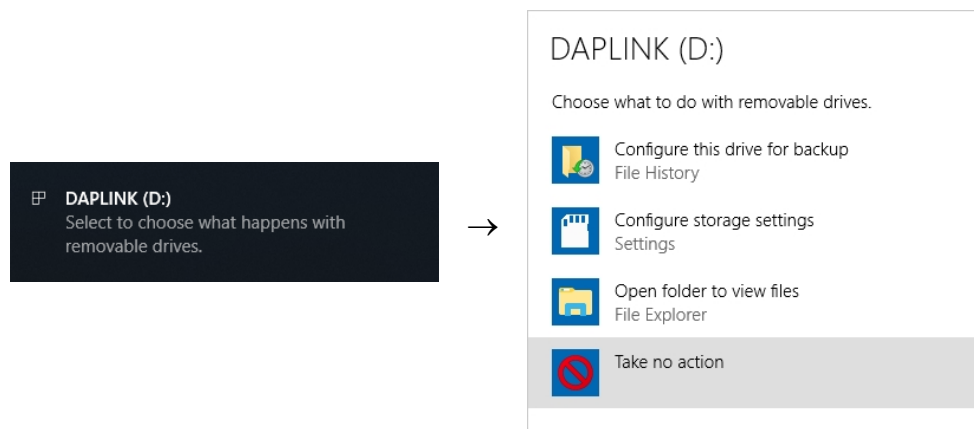 DAPLINK (D:)
Select to choose what happens with
removable drives.
→
DAPLINK (D:)
Choose what to do with removable drives.
Configure this drive for backup
File History
Configure storage settings
Settings
Open folder to view files
File Explorer
Take no action